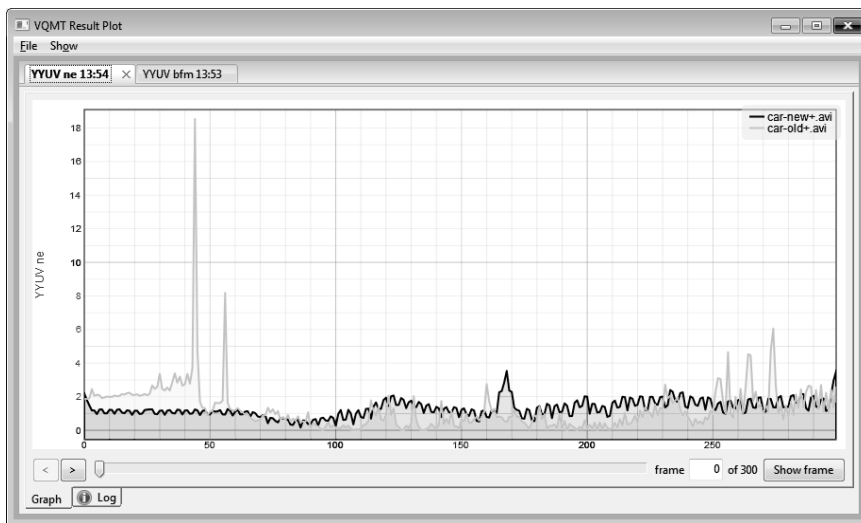 VQMT Result Plot
File Show
YYUV ne 13:54 YYUV bfm 13:53
car-new+.avi
car-old+.avi
18
16
14
12
10
8
6
4
2
0
YYUV ne
0 50 100 150 200 250
< > frame 0 of 300 Show frame
Graph Log